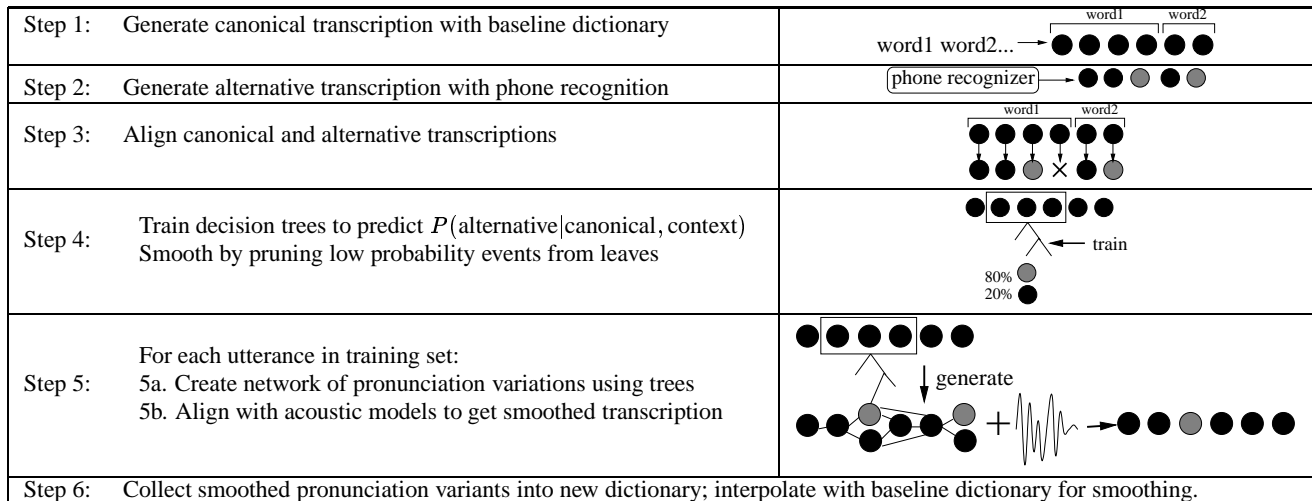 Step 1: Generate canonical transcription with baseline dictionary
word1 word2
word1 word2...
Step 2: Generate alternative transcription with phone recognition
phone recognizer
Step 3: Align canonical and alternative transcriptions
word1 word2
Step 4: Train decision trees to predict P(alternative|canonical, context)
Smooth by pruning low probability events from leaves
train
80%
20%
Step 5: For each utterance in training set:
5a. Create network of pronunciation variations using trees
5b. Align with acoustic models to get smoothed transcription
generate
Step 6: Collect smoothed pronunciation variants into new dictionary; interpolate with baseline dictionary for smoothing.